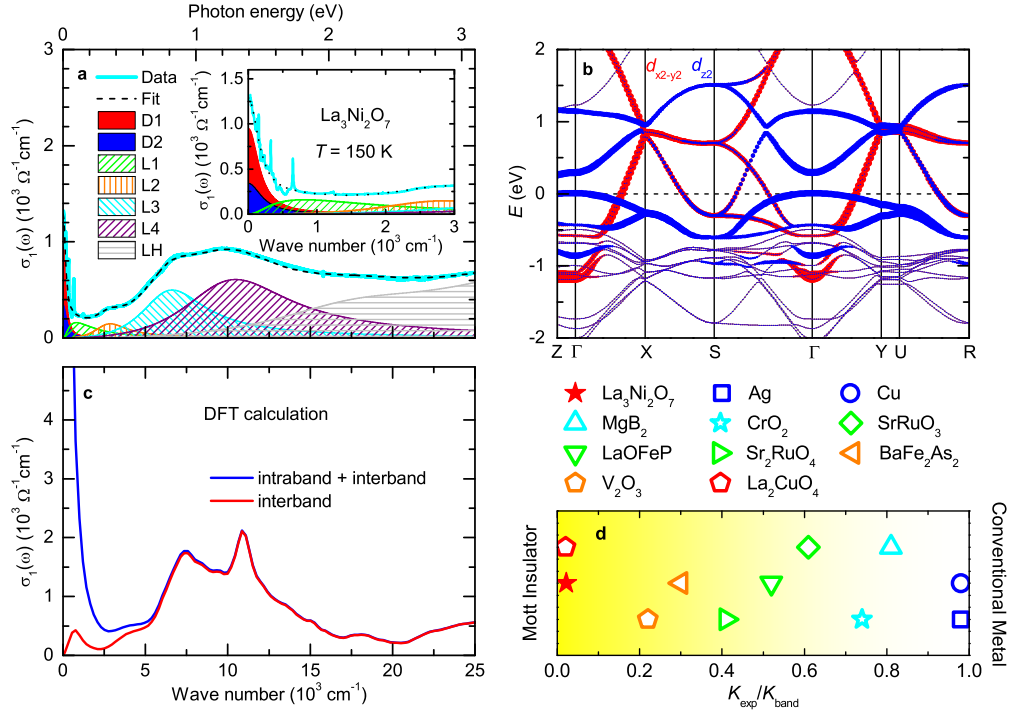 Photon energy (eV)
0 1 2 3
a
Data
Fit
D1
D2
L1
L2
L3
L4
LH
σ₁(ω) (10³ Ω⁻¹cm⁻¹)
3
2
1
0
La₃Ni₂O₇
T = 150 K
σ₁(ω) (10³ Ω⁻¹cm⁻¹)
1.5
1.0
0.5
0.0
0 1 2 3
Wave number (10³ cm⁻¹)
b
dx2-y2 dz2
E (eV)
2
1
0
-1
-2
Z Γ X S Γ Y U R
c
DFT calculation
intraband + interband
interband
σ₁(ω) (10³ Ω⁻¹cm⁻¹)
4
3
2
1
0
0 5 10 15 20 25
Wave number (10³ cm⁻¹)
La₃Ni₂O₇ Ag Cu
MgB₂ CrO₂ SrRuO₃
LaOFeP Sr₂RuO₄ BaFe₂As₂
V₂O₃ La₂CuO₄
d
Mott Insulator
Conventional Metal
0.0 0.2 0.4 0.6 0.8 1.0
Kexp/Kband